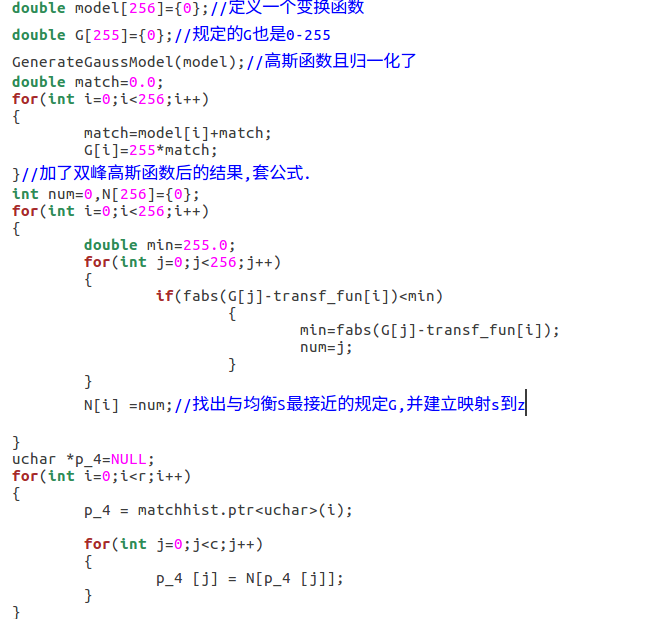 double model[256]={0};//定义一个变换函数
double G[255]={0};//规定的G也是0-255
GenerateGaussModel(model);//高斯函数且归一化了
double match=0.0;
for(int i=0;i<256;i++)
{
match=model[i]+match;
G[i]=255*match;
}//加了双峰高斯函数后的结果,套公式.
int num=0,N[256]={0};
for(int i=0;i<256;i++)
{
double min=255.0;
for(int j=0;j<256;j++)
{
if(fabs(G[j]-transf_fun[i])<min)
{
min=fabs(G[j]-transf_fun[i]);
num=j;
}
}
N[i] =num;//找出与均衡S最接近的规定G,并建立映射s到z
}
uchar *p_4=NULL;
for(int i=0;i<r;i++)
{
p_4 = matchhist.ptr<uchar>(i);
for(int j=0;j<c;j++)
{
p_4 [j] = N[p_4 [j]];
}
}